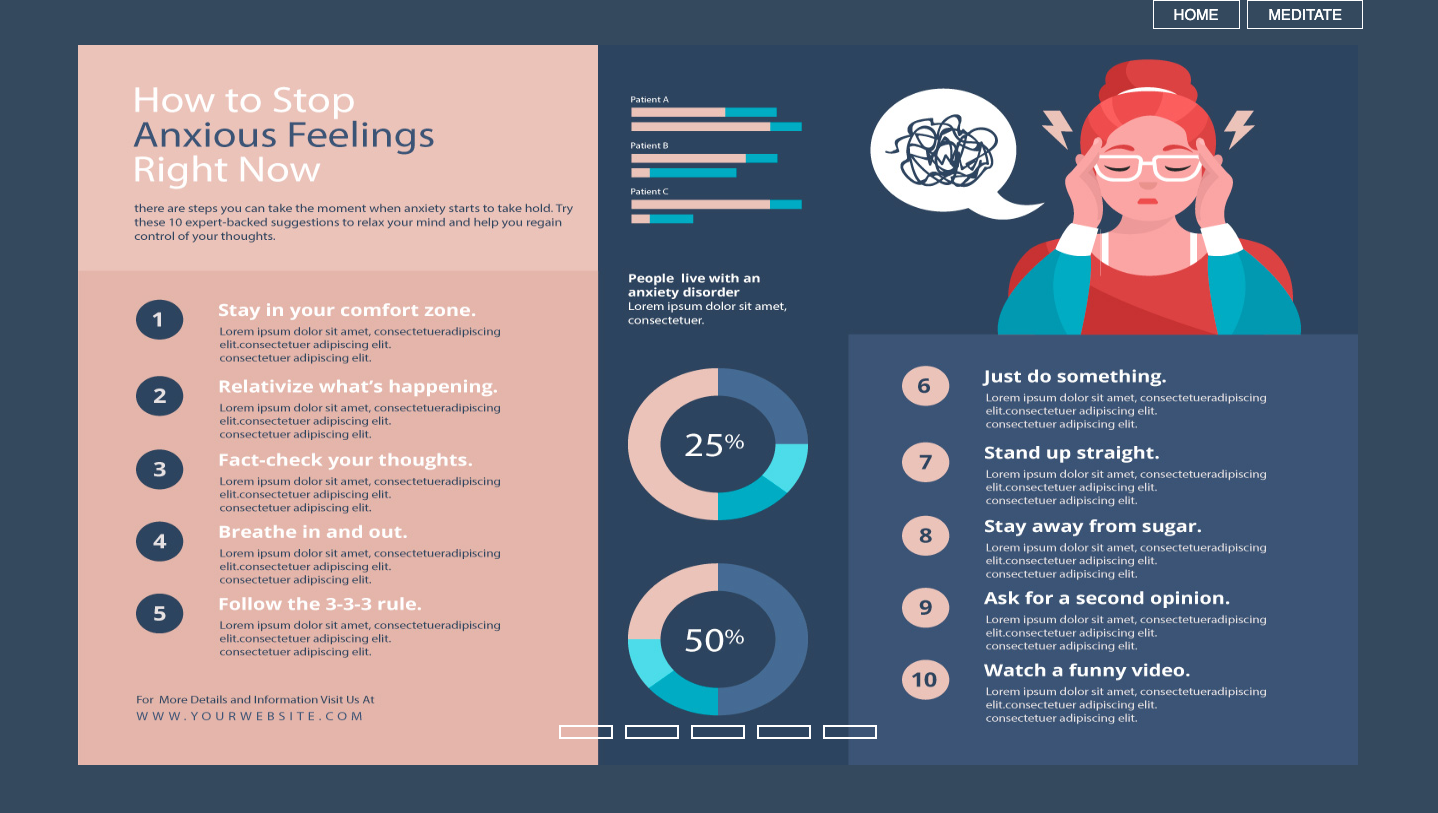 HOME
MEDITATE
How to Stop
Anxious Feelings
Right Now
there are steps you can take the moment when anxiety starts to take hold. Try
these 10 expert-backed suggestions to relax your mind and help you regain
control of your thoughts.
1
Stay in your comfort zone.
Lorem ipsum dolor sit amet, consectetueradipiscing
elit.consectetuer adipiscing elit.
consectetuer adipiscing elit.
2
Relativize what’s happening.
Lorem ipsum dolor sit amet, consectetueradipiscing
elit.consectetuer adipiscing elit.
consectetuer adipiscing elit.
3
Fact-check your thoughts.
Lorem ipsum dolor sit amet, consectetueradipiscing
elit.consectetuer adipiscing elit.
consectetuer adipiscing elit.
4
Breathe in and out.
Lorem ipsum dolor sit amet, consectetueradipiscing
elit.consectetuer adipiscing elit.
consectetuer adipiscing elit.
5
Follow the 3-3-3 rule.
Lorem ipsum dolor sit amet, consectetueradipiscing
elit.consectetuer adipiscing elit.
consectetuer adipiscing elit.
For More Details and Information Visit Us At
WWW.YOURWEBSITE.COM
Patient A
Patient B
Patient C
People live with an
anxiety disorder
Lorem ipsum dolor sit amet,
consectetuer.
25%
50%
6
Just do something.
Lorem ipsum dolor sit amet, consectetueradipiscing
elit.consectetuer adipiscing elit.
consectetuer adipiscing elit.
7
Stand up straight.
Lorem ipsum dolor sit amet, consectetueradipiscing
elit.consectetuer adipiscing elit.
consectetuer adipiscing elit.
8
Stay away from sugar.
Lorem ipsum dolor sit amet, consectetueradipiscing
elit.consectetuer adipiscing elit.
consectetuer adipiscing elit.
9
Ask for a second opinion.
Lorem ipsum dolor sit amet, consectetueradipiscing
elit.consectetuer adipiscing elit.
consectetuer adipiscing elit.
10
Watch a funny video.
Lorem ipsum dolor sit amet, consectetueradipiscing
elit.consectetuer adipiscing elit.
consectetuer adipiscing elit.